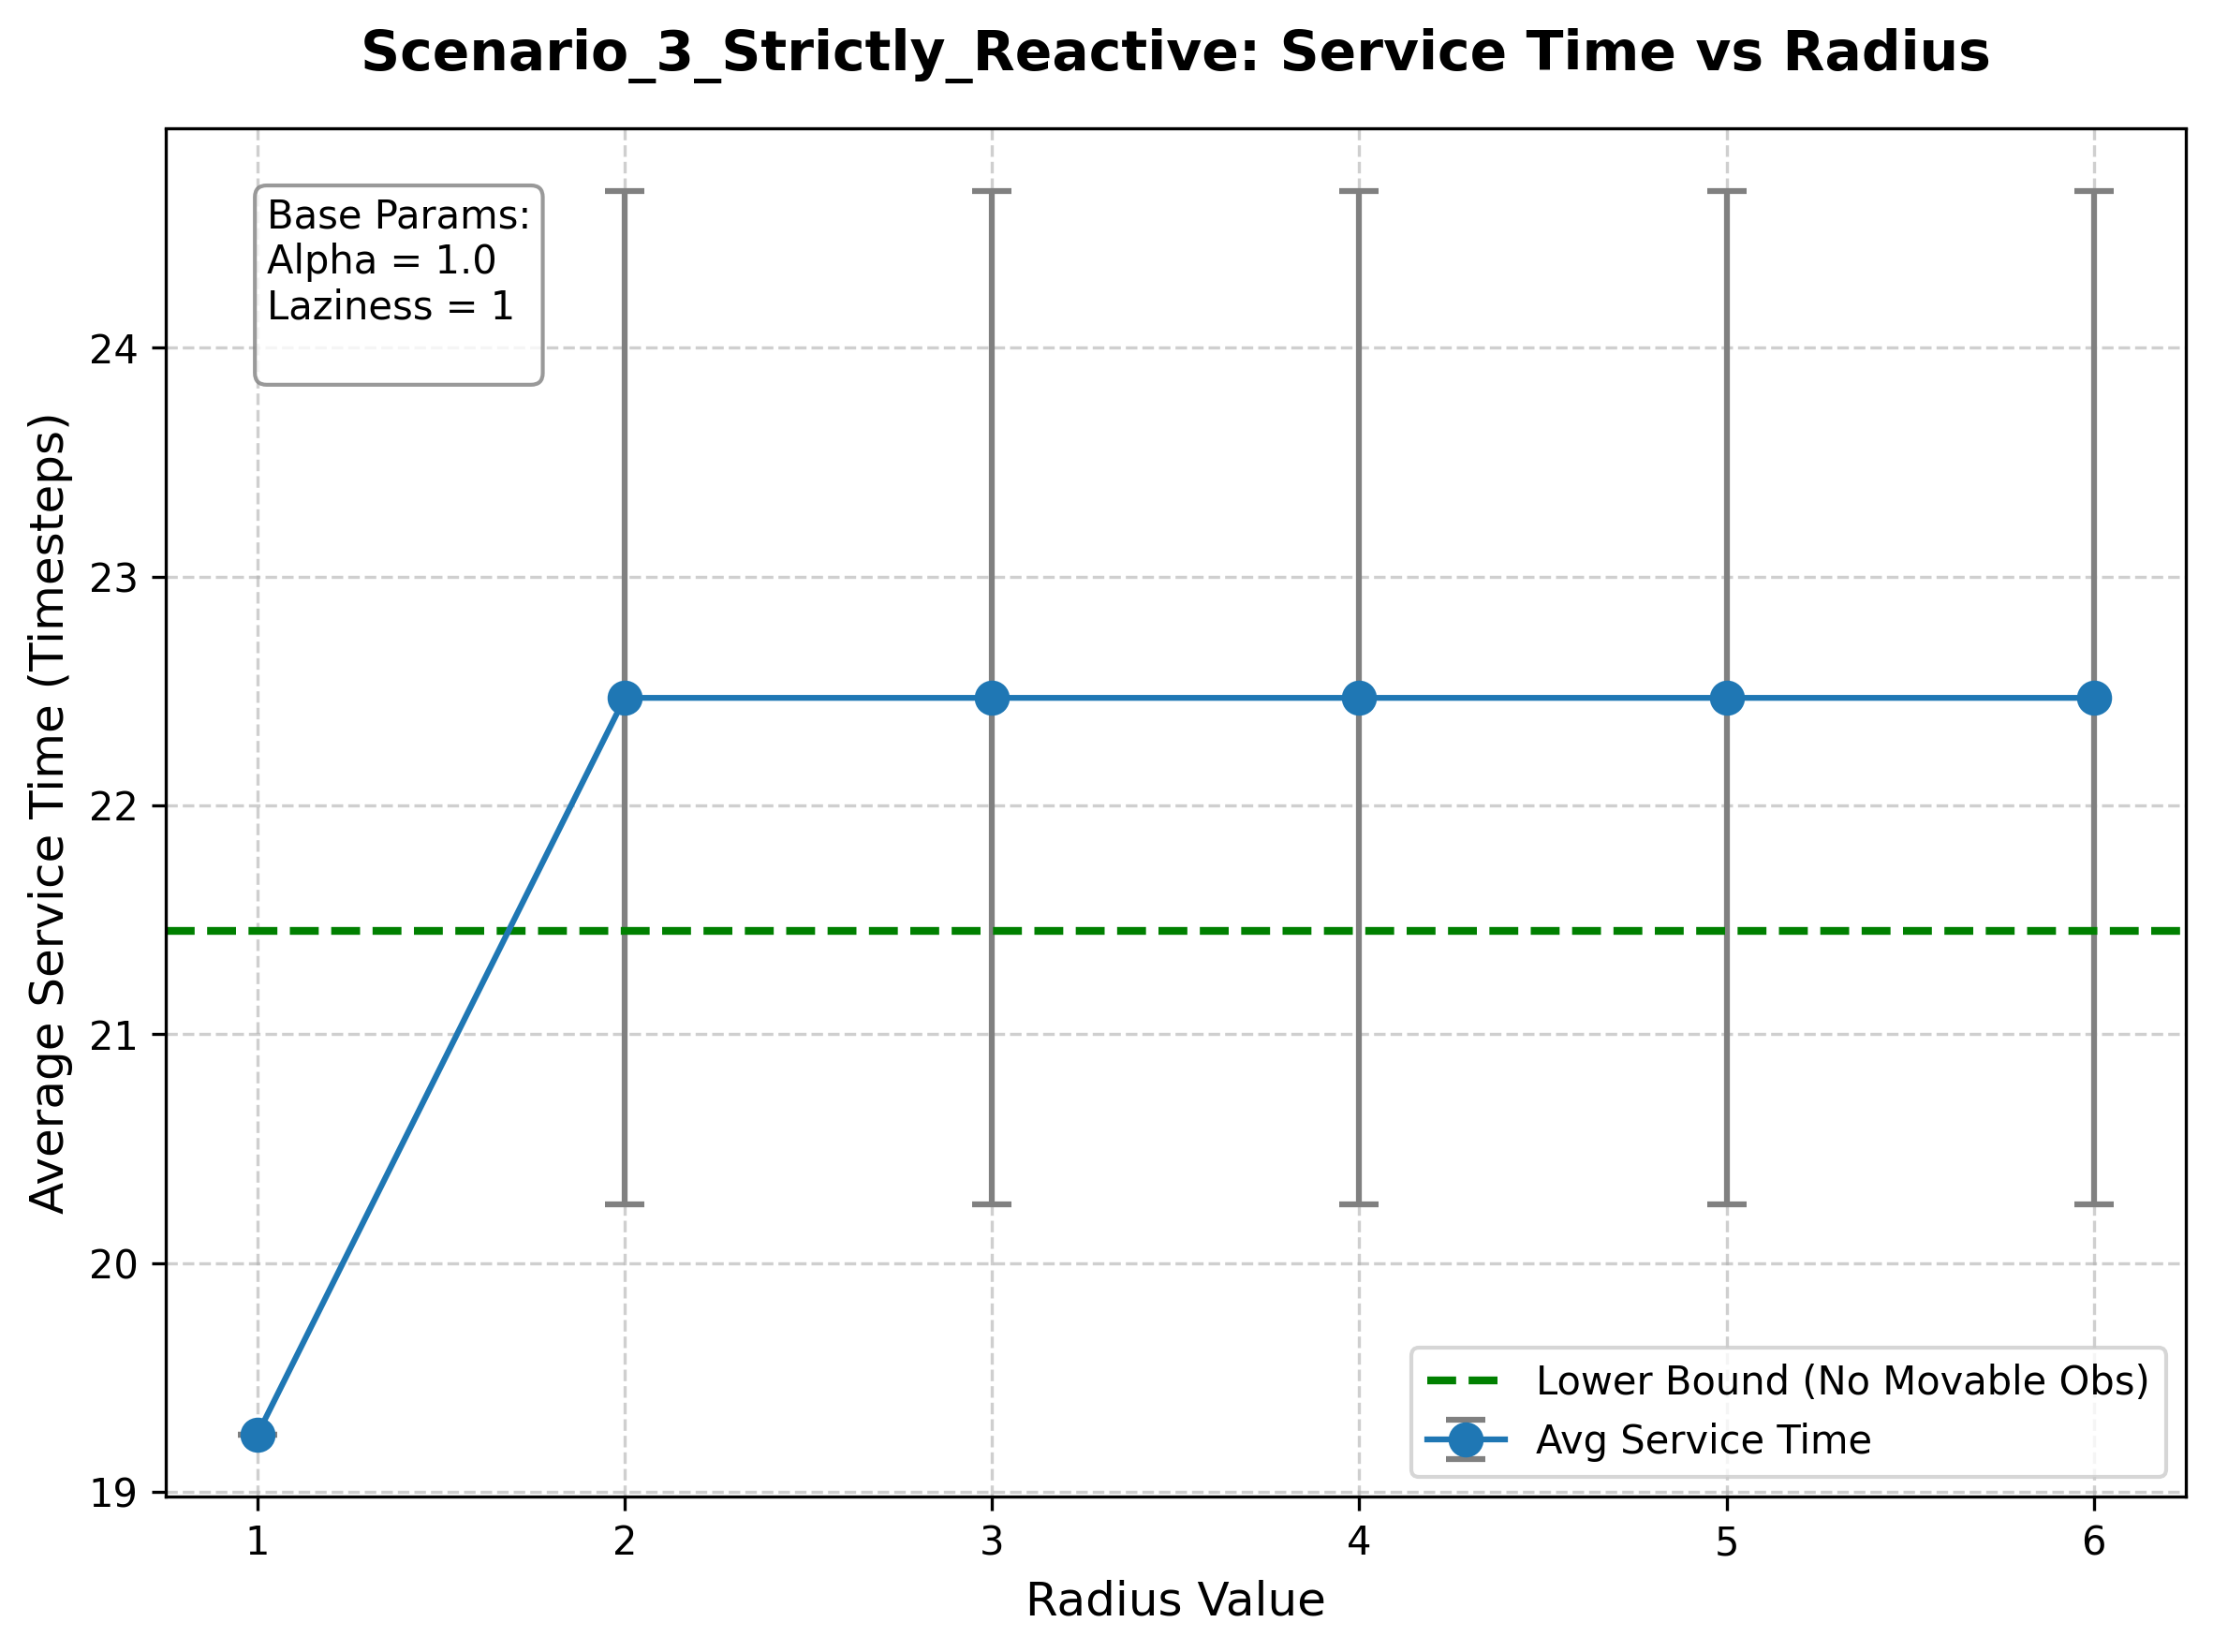 Scenario_3_Strictly_Reactive: Service Time vs Radius
Base Params:
Alpha = 1.0
Laziness = 1
Average Service Time (Timesteps)
24
23
22
21
20
19
Lower Bound (No Movable Obs)
Avg Service Time
1 2 3 4 5 6
Radius Value